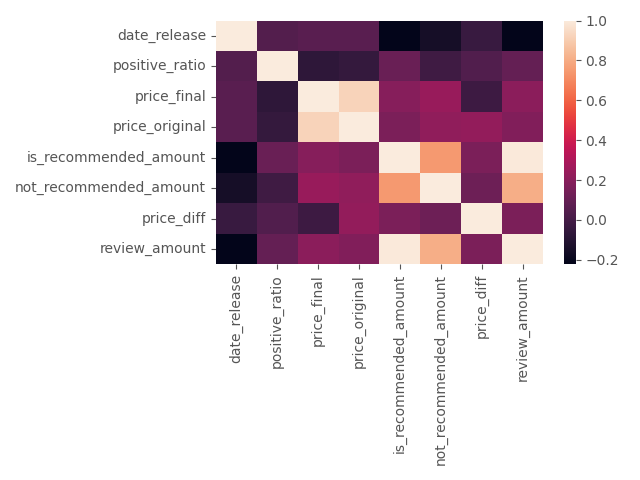 date_release
positive_ratio
price_final
price_original
is_recommended_amount
not_recommended_amount
price_diff
review_amount
1.0
0.8
0.6
0.4
0.2
0.0
−0.2
date_release
positive_ratio
price_final
price_original
is_recommended_amount
not_recommended_amount
price_diff
review_amount